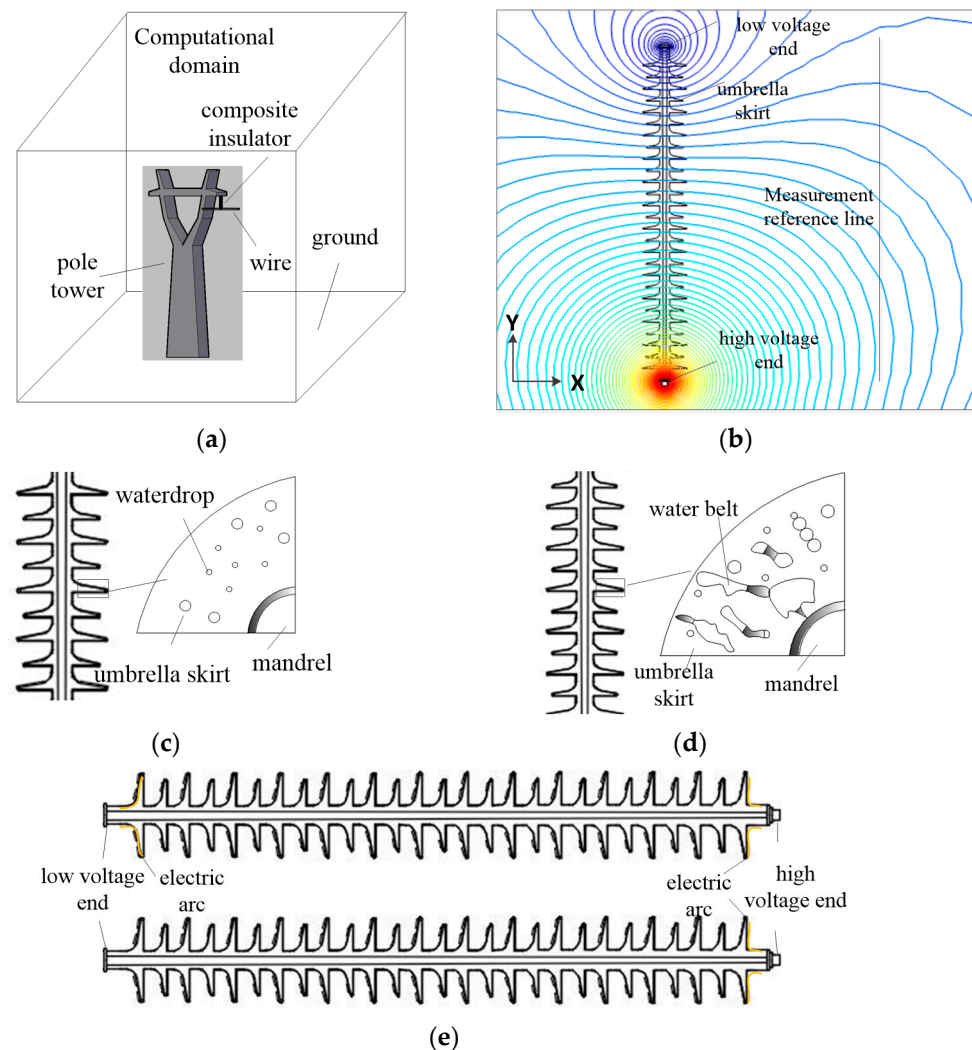 Computational
domain
composite
insulator
ground
wire
pole
tower
(a)
low voltage
end
umbrella
skirt
Measurement
reference line
Y
high voltage
end
X
(b)
waterdrop
umbrella skirt
mandrel
(c)
water belt
umbrella
skirt
mandrel
(d)
low voltage
end
electric
arc
electric
arc
high
voltage end
(e)